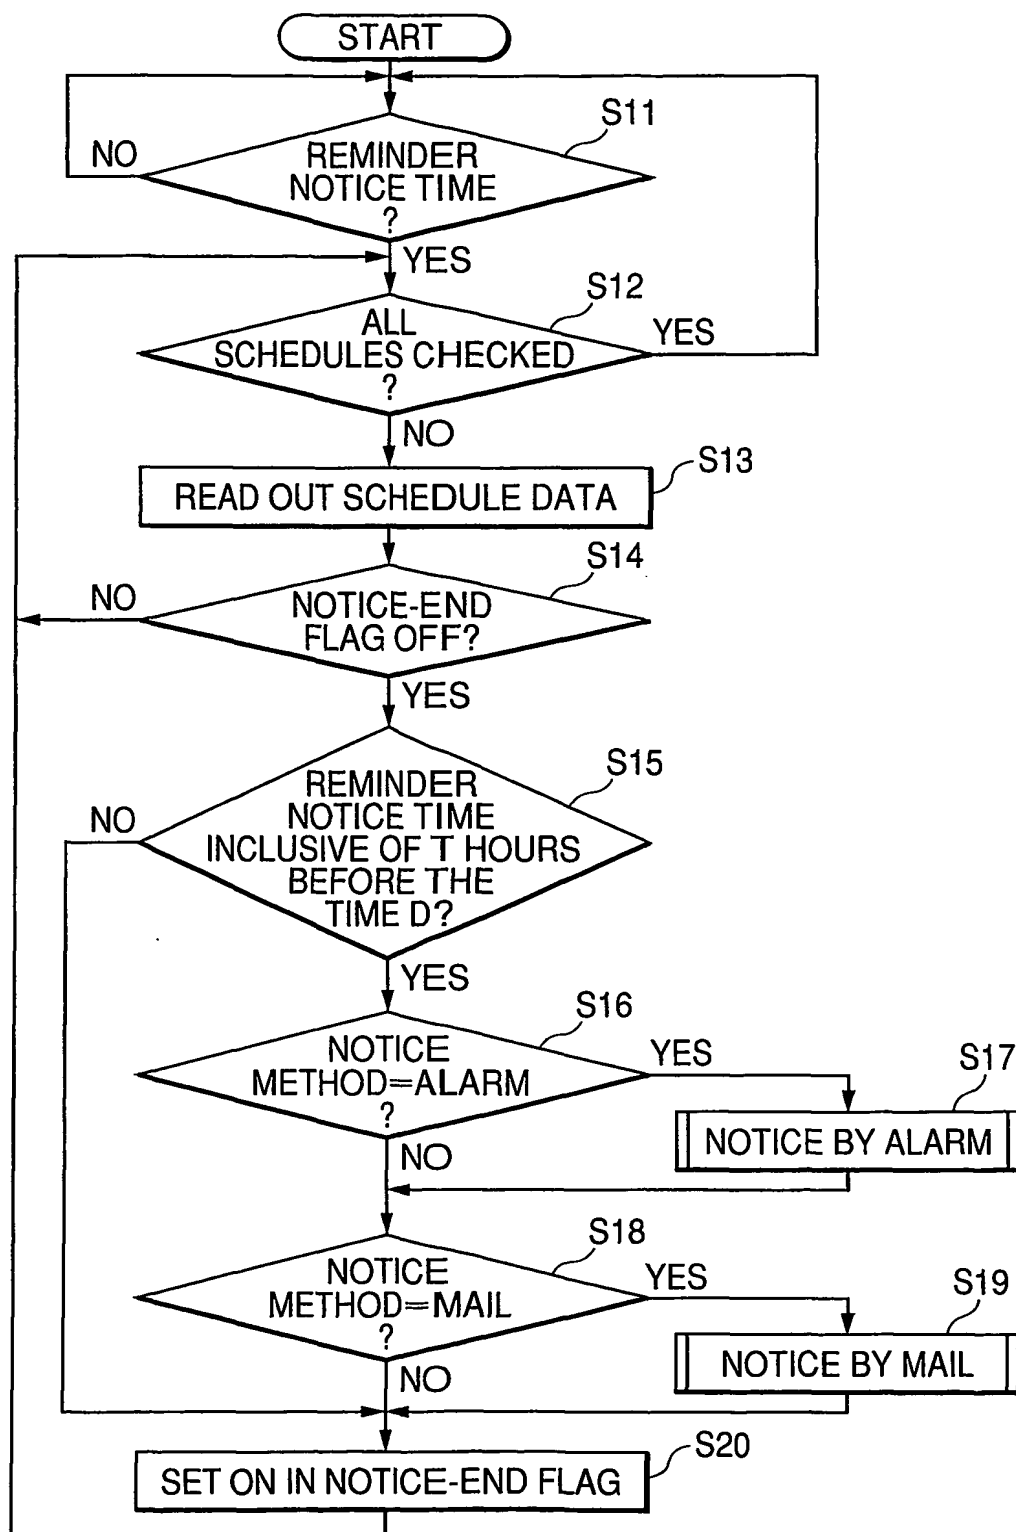 START
S11
NO
REMINDER
NOTICE TIME
?
YES
S12
ALL
SCHEDULES CHECKED
?
YES
NO
S13
READ OUT SCHEDULE DATA
S14
NO
NOTICE-END
FLAG OFF?
YES
S15
NO
REMINDER
NOTICE TIME
INCLUSIVE OF T HOURS
BEFORE THE
TIME D?
YES
S16
NOTICE
METHOD=ALARM
?
YES
S17
NOTICE BY ALARM
NO
S18
NOTICE
METHOD=MAIL
?
YES
S19
NOTICE BY MAIL
NO
S20
SET ON IN NOTICE-END FLAG